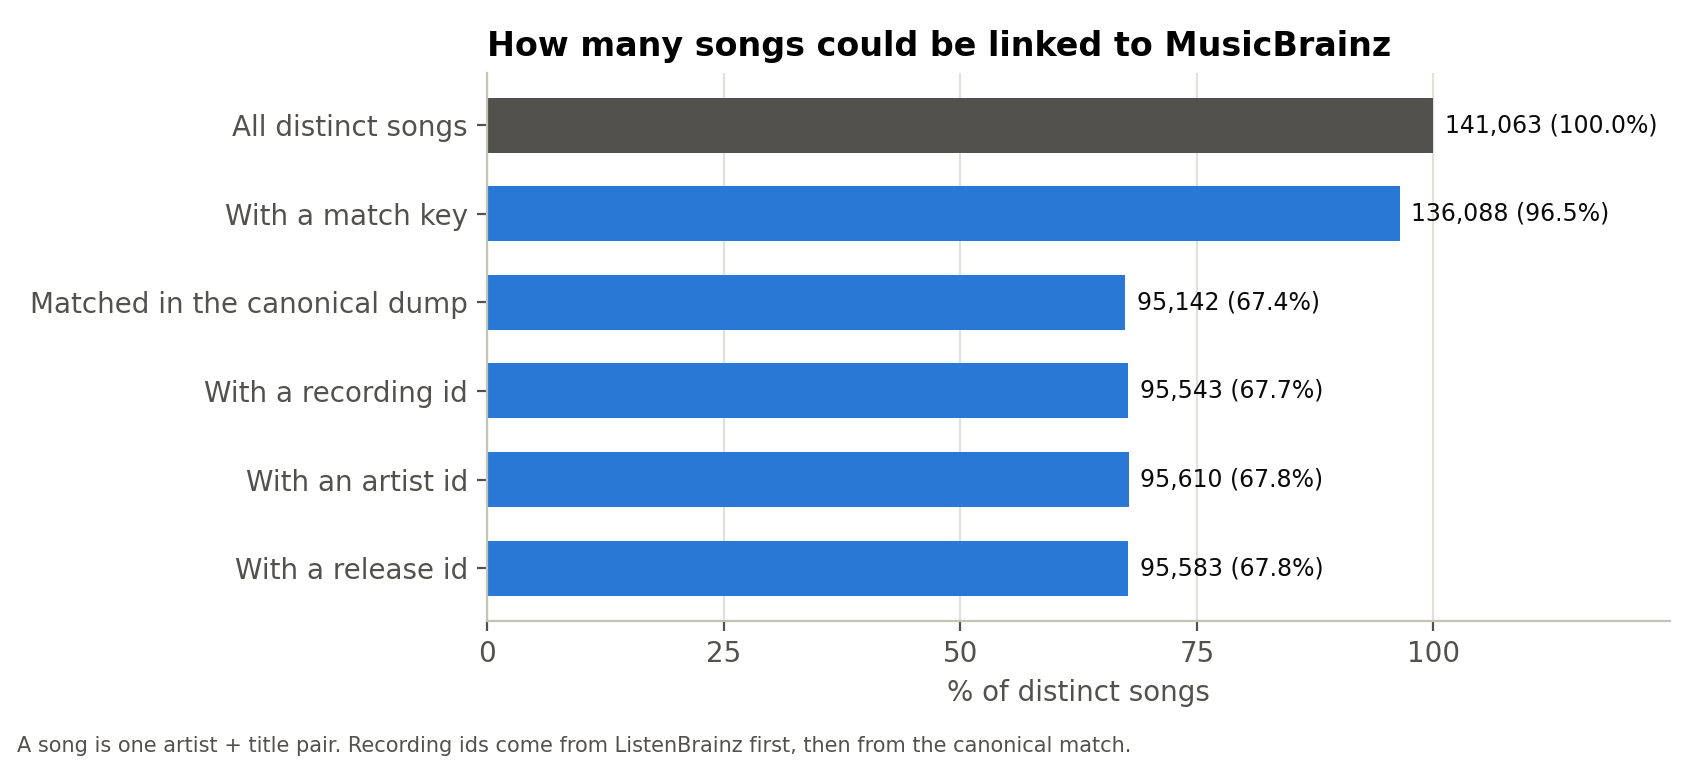 How many songs could be linked to MusicBrainz
All distinct songs
141,063 (100.0%)
With a match key
136,088 (96.5%)
Matched in the canonical dump
95,142 (67.4%)
With a recording id
95,543 (67.7%)
With an artist id
95,610 (67.8%)
With a release id
95,583 (67.8%)
0 25 50 75 100
% of distinct songs
A song is one artist + title pair. Recording ids come from ListenBrainz first, then from the canonical match.